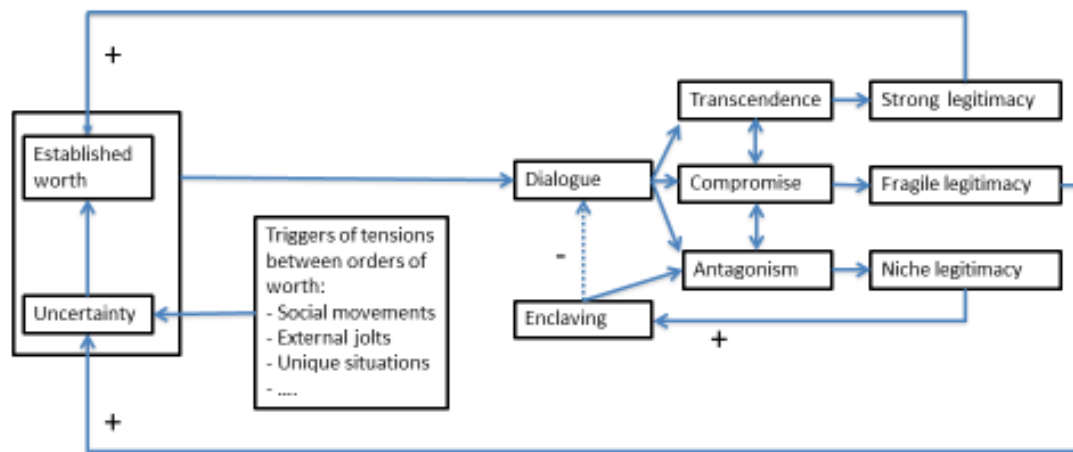 +
Transcendence
Strong legitimacy
Established
worth
Dialogue
Compromise
Fragile legitimacy
Triggers of tensions
between orders of
worth:
- Social movements
- External jolts
- Unique situations
- ....
-
Antagonism
Niche legitimacy
Uncertainty
Enclaving
+
+